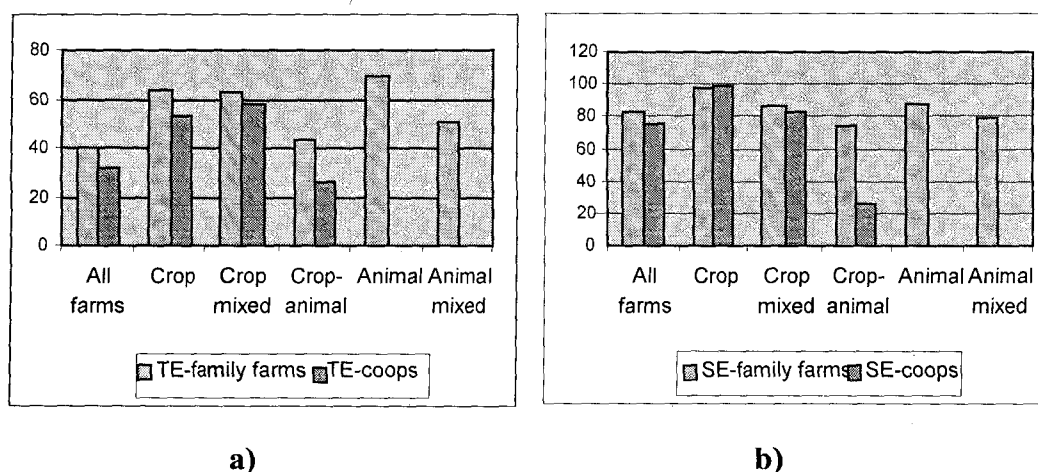 80
60
40
20
0
All
farms
Crop
Crop
mixed
Crop-
animal
Animal
Animal
mixed
TE-family farms TE-coops
a)
120
100
80
60
40
20
0
All
farms
Crop
Crop
mixed
Crop-
animal
Animal
Animal
mixed
SE-family farms SE-coops
b)